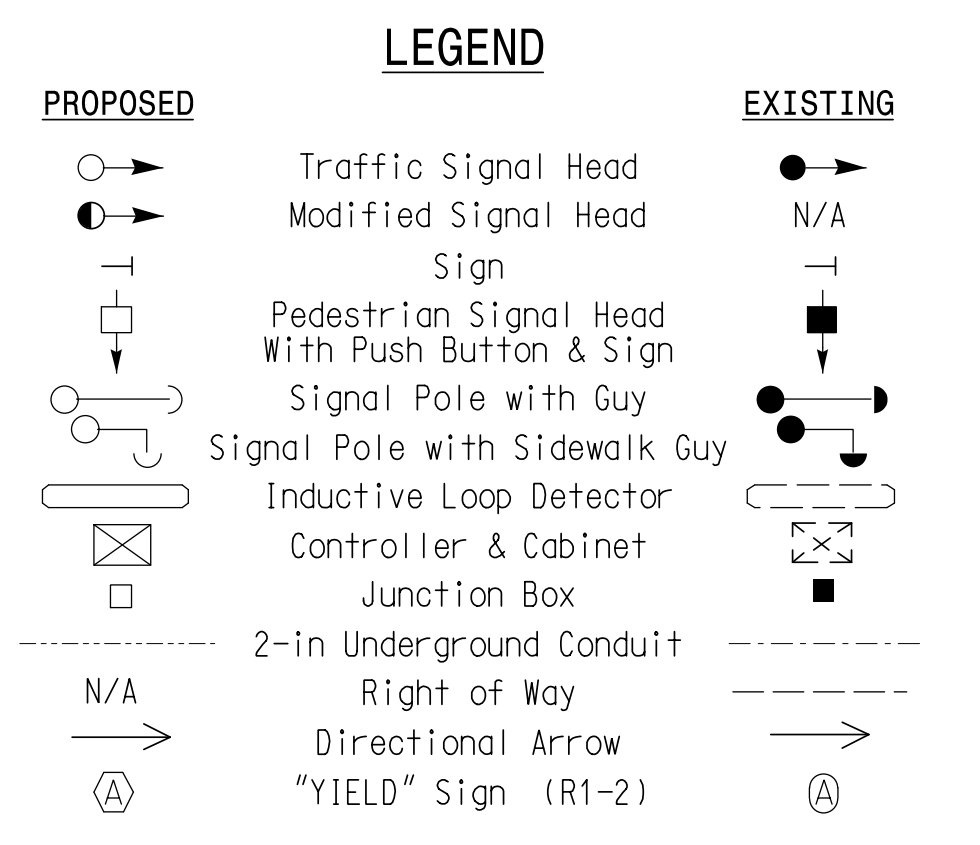 LEGEND
PROPOSED EXISTING
Traffic Signal Head
Modified Signal Head N/A
Sign
Pedestrian Signal Head
With Push Button & Sign
Signal Pole with Guy
Signal Pole with Sidewalk Guy
Inductive Loop Detector
Controller & Cabinet
Junction Box
2-in Underground Conduit
N/A Right of Way
Directional Arrow
A "YIELD" Sign (R1-2) A